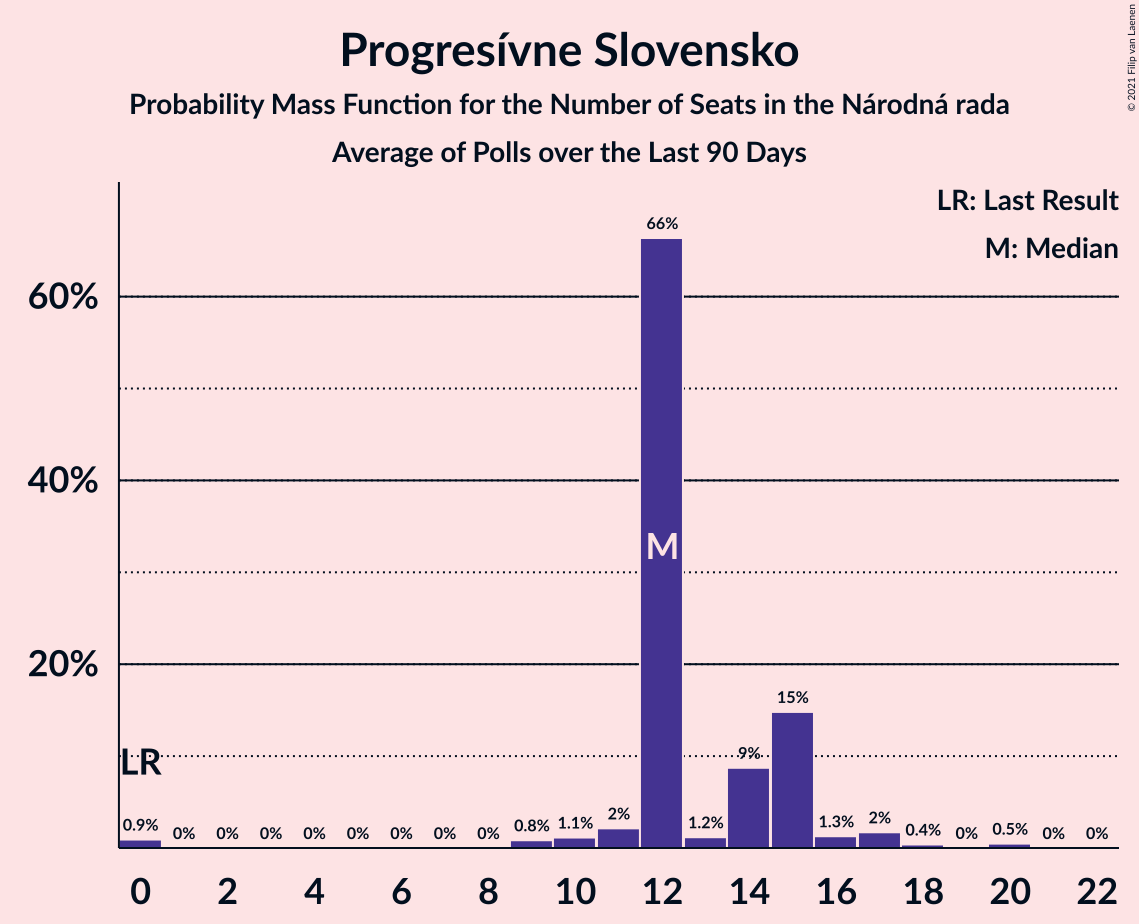 Progresívne Slovensko
Probability Mass Function for the Number of Seats in the Národná rada
Average of Polls over the Last 90 Days
© 2021 Filip van Laenen
LR: Last Result
M: Median
66%
60%
40%
M
20%
15%
9%
LR
0.9% 0% 0% 0% 0% 0% 0% 0% 0% 0.8% 1.1% 2% 1.2% 1.3% 2% 0.4% 0% 0.5% 0% 0%
0 2 4 6 8 10 12 14 16 18 20 22